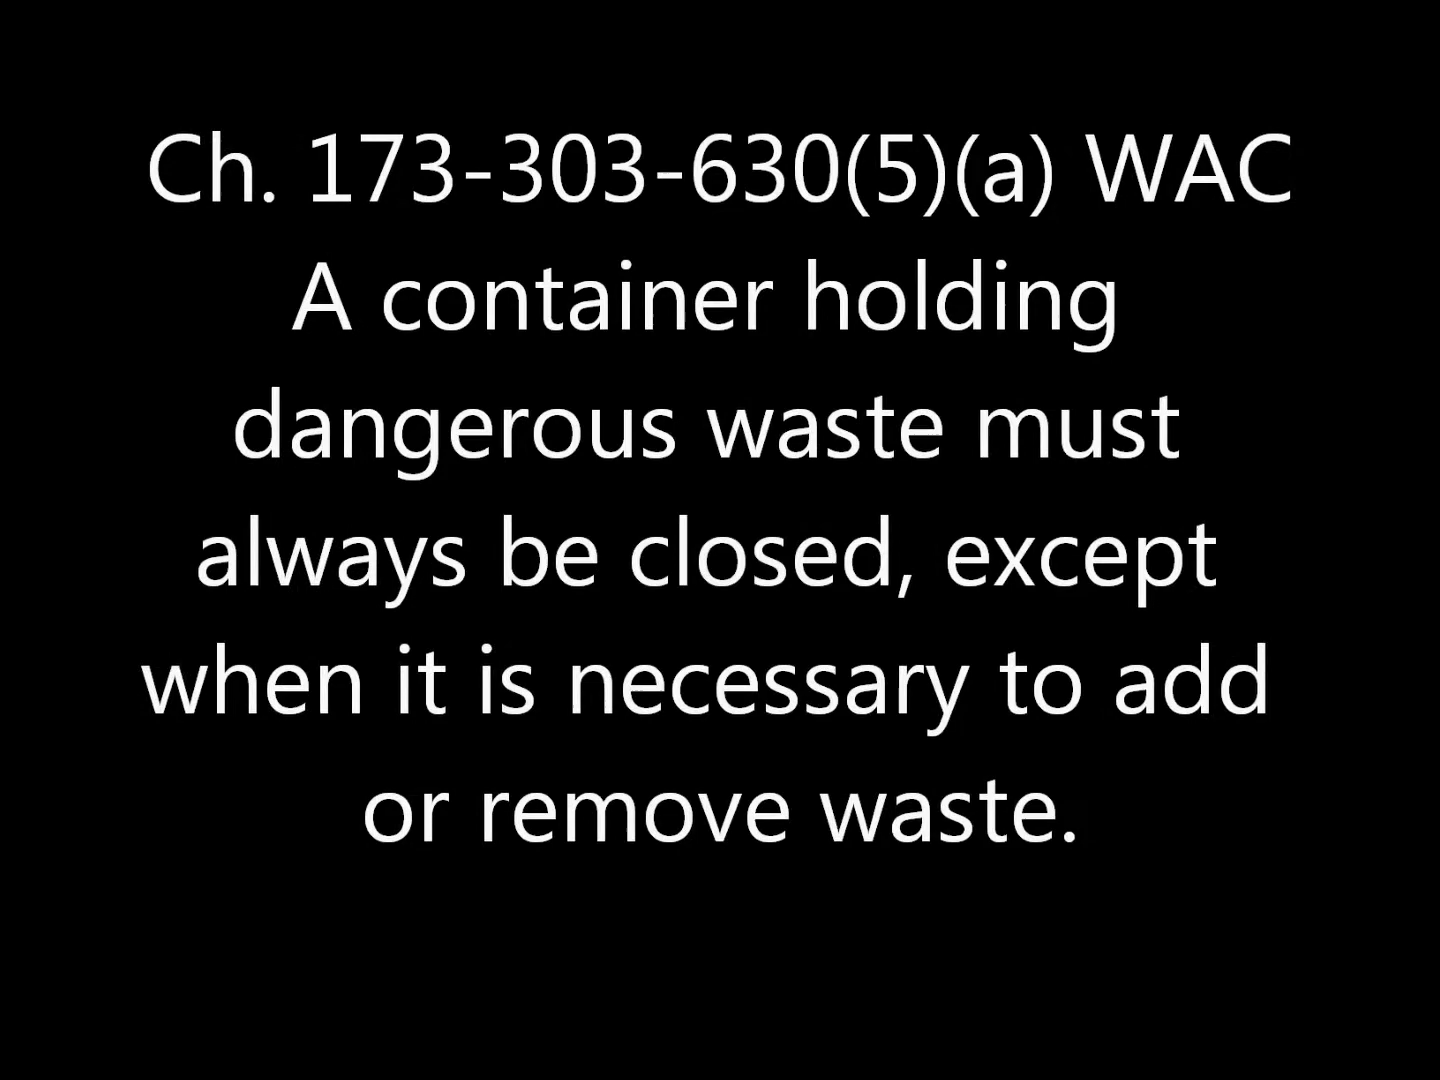 Ch. 173-303-630(5)(a) WAC
A container holding
dangerous waste must
always be closed, except
when it is necessary to add
or remove waste.